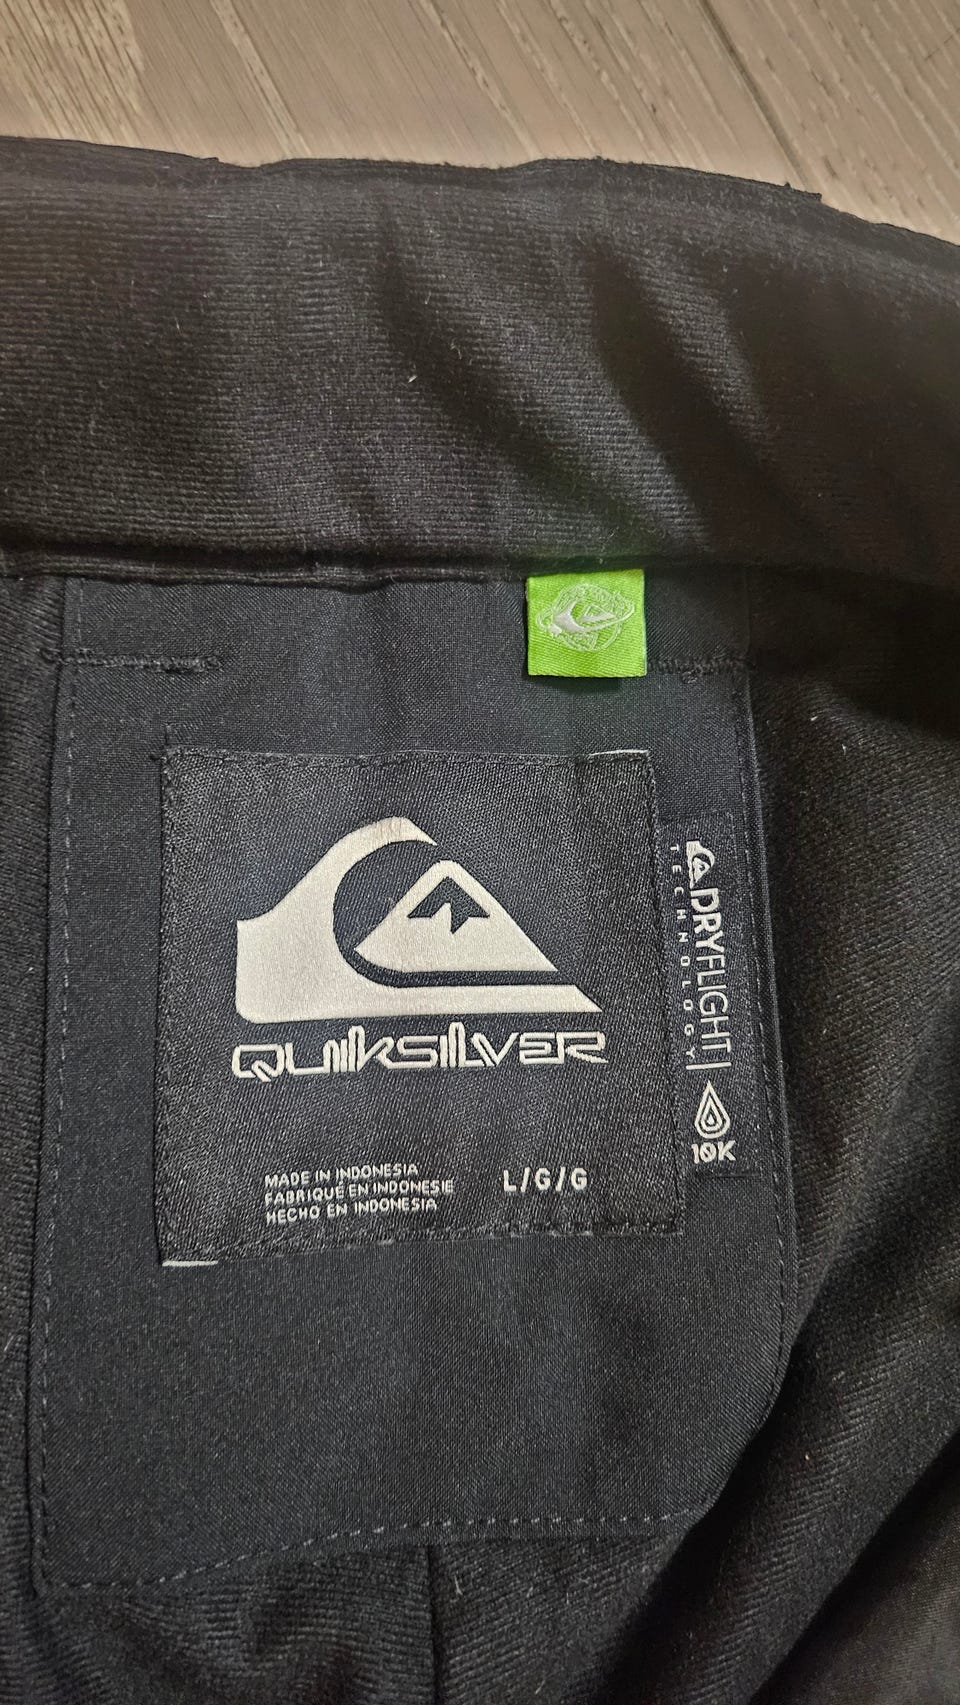 QUIKSILVER
MADE IN INDONESIA
FABRIQUÉ EN INDONESIE
HECHO EN INDONESIA
L/G/G
DRYFLIGHT
TECHNOLOGY
10K